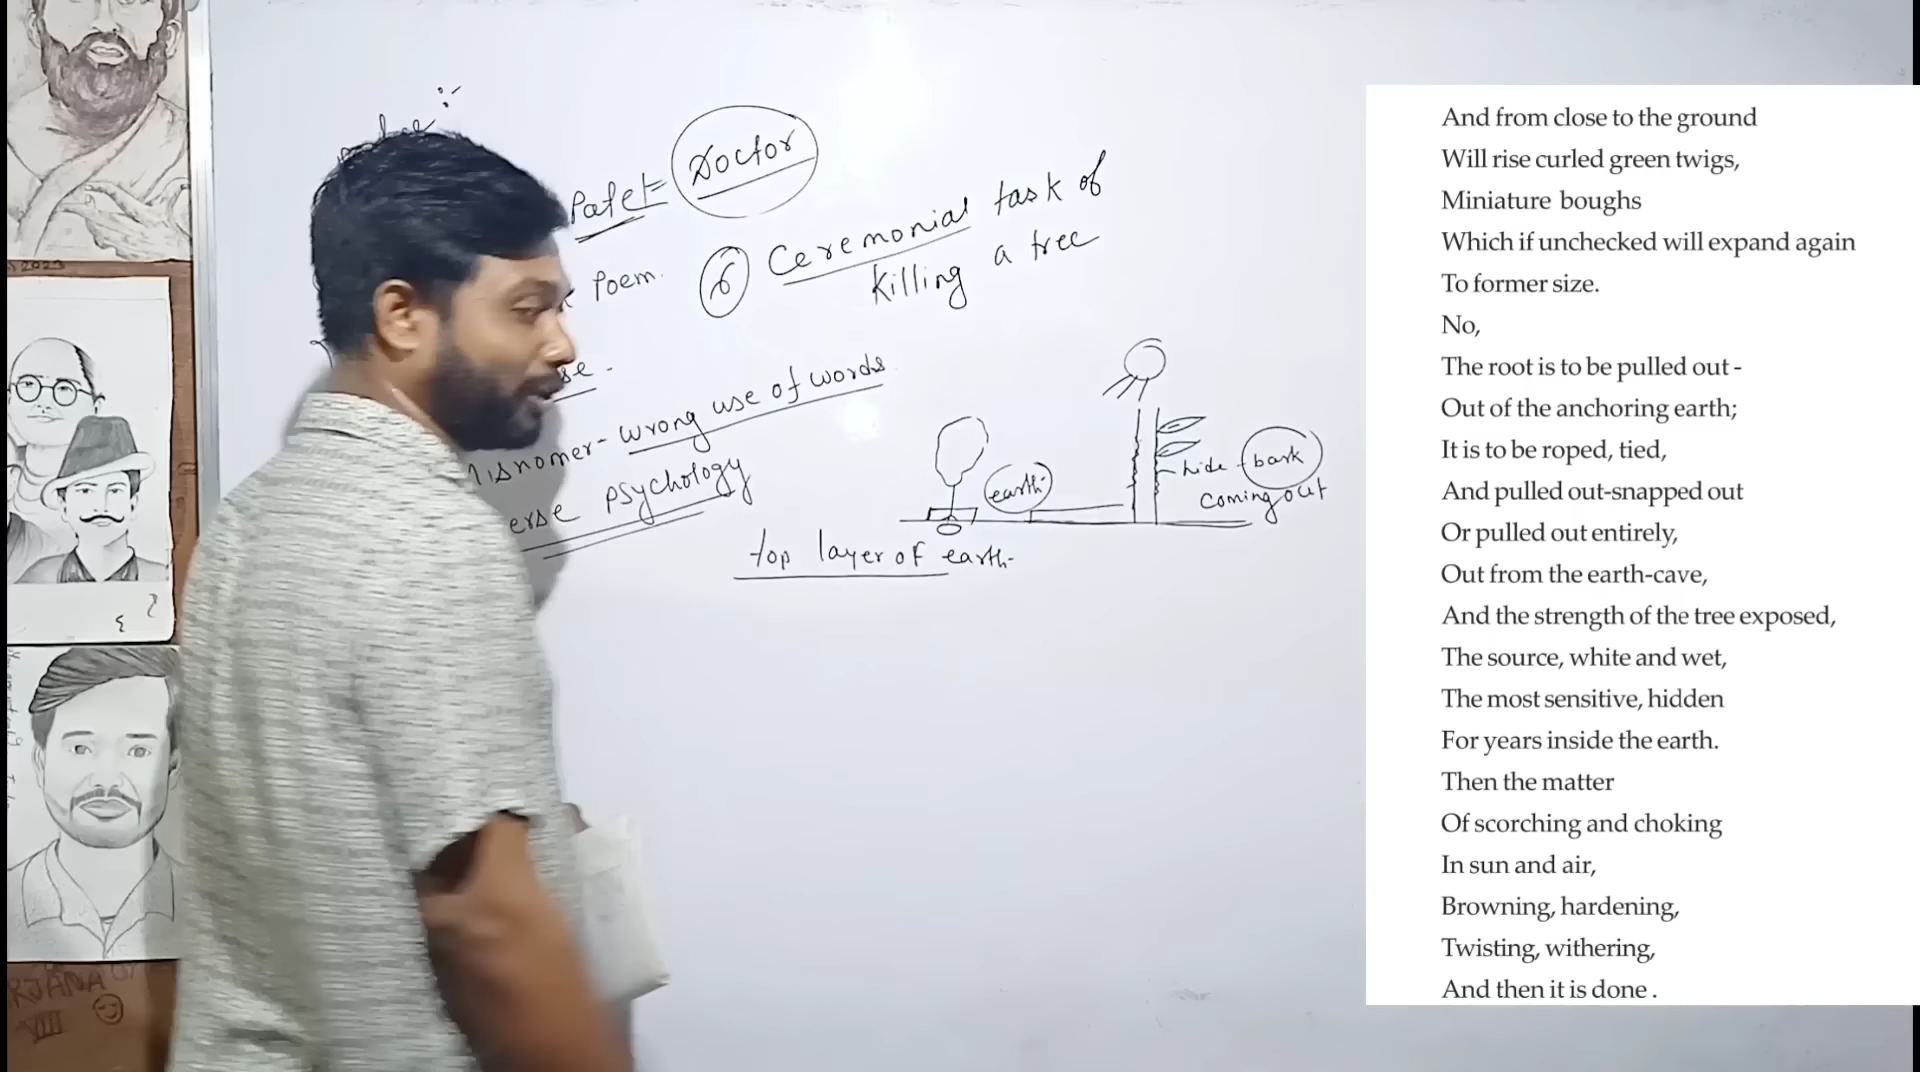 Patel = Doctor
Poem.
6 Ceremonial task of
killing a tree
se.
Misnomer - wrong use of words
erse psychology
top layer of earth-
earth
hide - bark
coming out
2023
RJANA
VIII
And from close to the ground
Will rise curled green twigs,
Miniature boughs
Which if unchecked will expand again
To former size.
No,
The root is to be pulled out -
Out of the anchoring earth;
It is to be roped, tied,
And pulled out-snapped out
Or pulled out entirely,
Out from the earth-cave,
And the strength of the tree exposed,
The source, white and wet,
The most sensitive, hidden
For years inside the earth.
Then the matter
Of scorching and choking
In sun and air,
Browning, hardening,
Twisting, withering,
And then it is done .